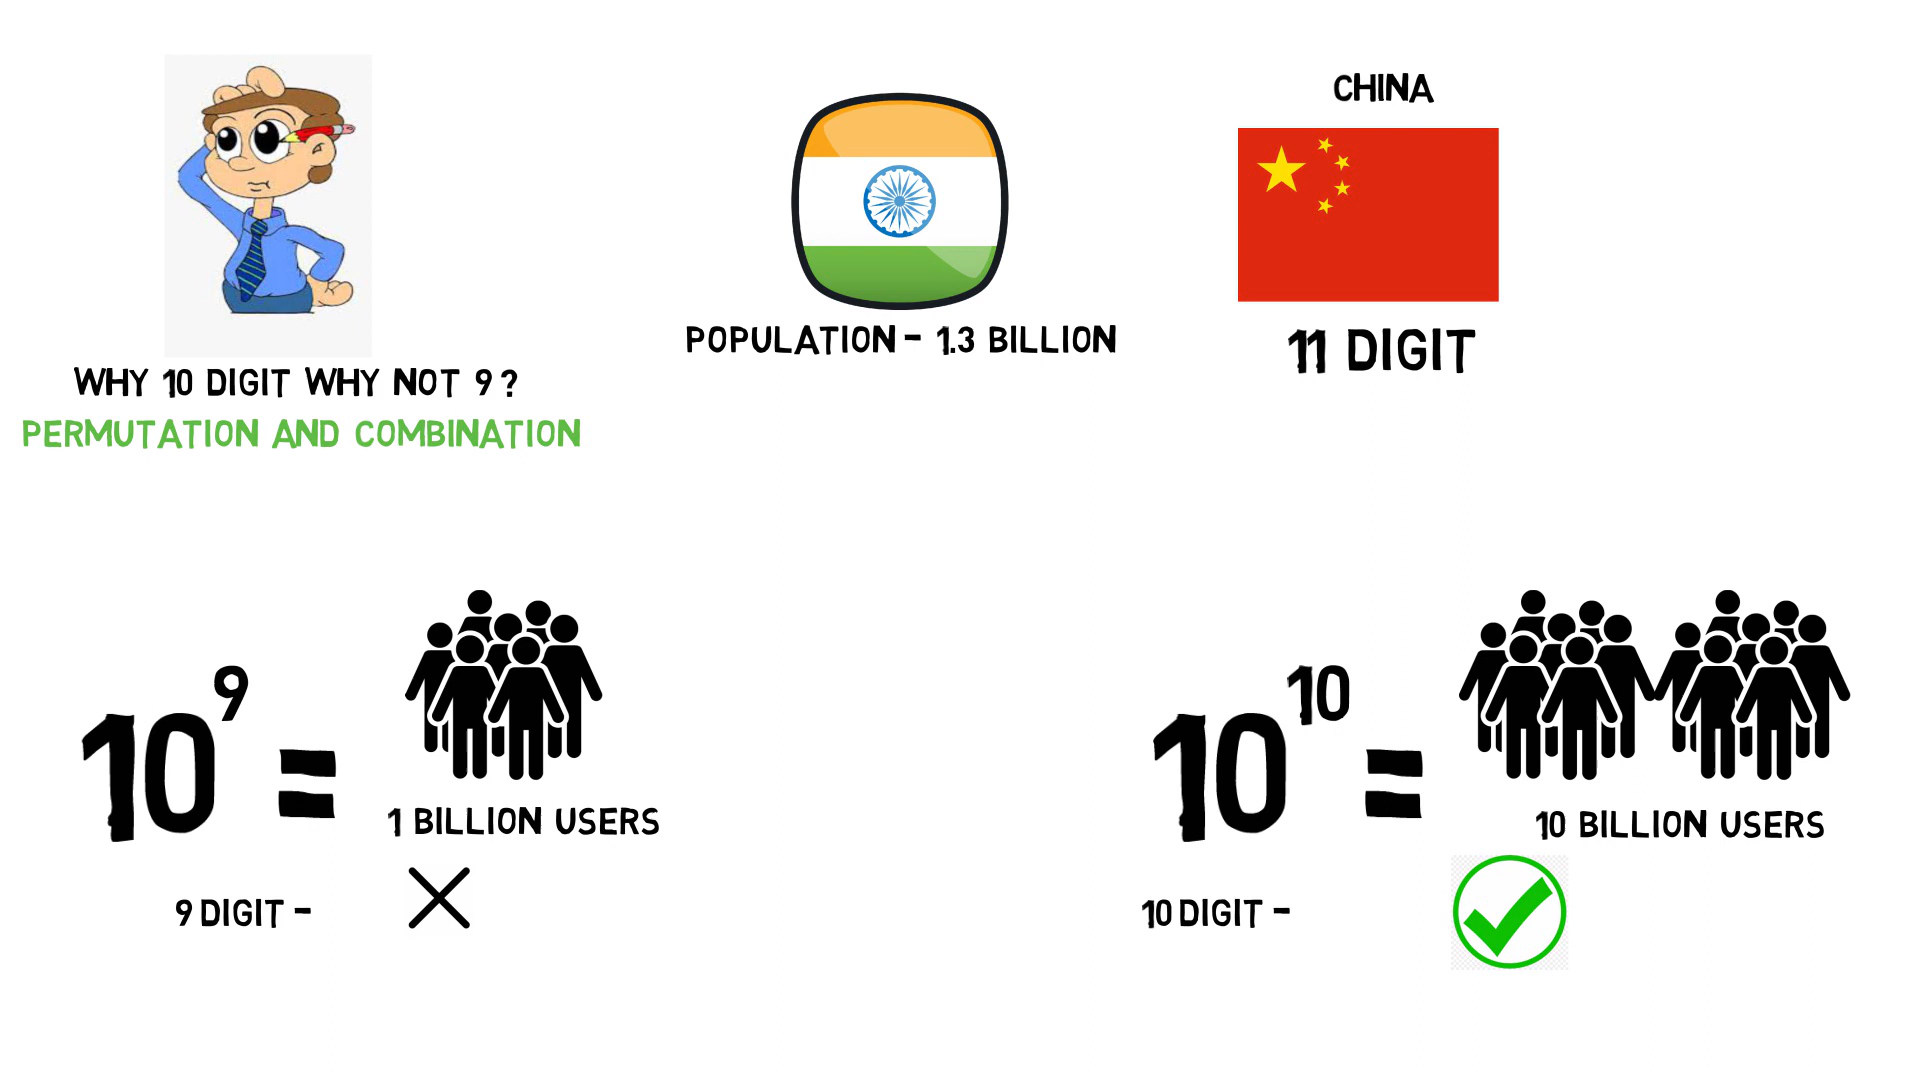 WHY 10 DIGIT WHY NOT 9 ?
PERMUTATION AND COMBINATION
POPULATION - 1.3 BILLION
CHINA
11 DIGIT
10^9 =
1 BILLION USERS
9 DIGIT -
10^10 =
10 BILLION USERS
10 DIGIT -